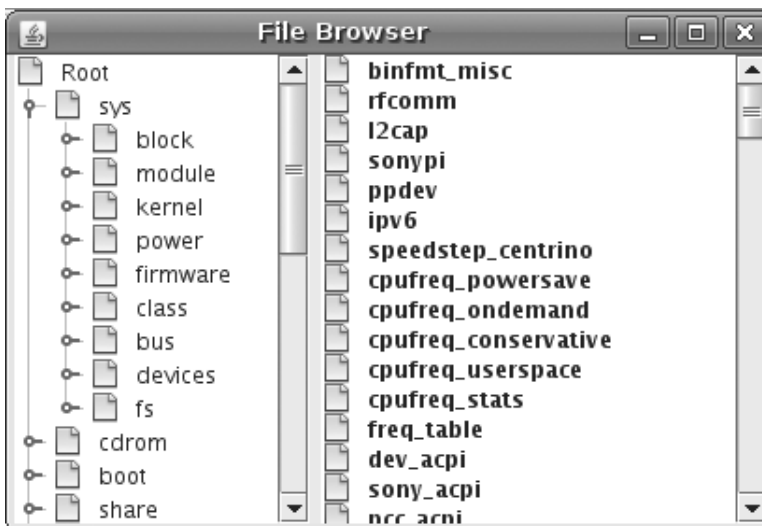 File Browser
Root
sys
block
module
kernel
power
firmware
class
bus
devices
fs
cdrom
boot
share
binfmt_misc
rfcomm
l2cap
sonypi
ppdev
ipv6
speedstep_centrino
cpufreq_powersave
cpufreq_ondemand
cpufreq_conservative
cpufreq_userspace
cpufreq_stats
freq_table
dev_acpi
sony_acpi
pcc_acpi